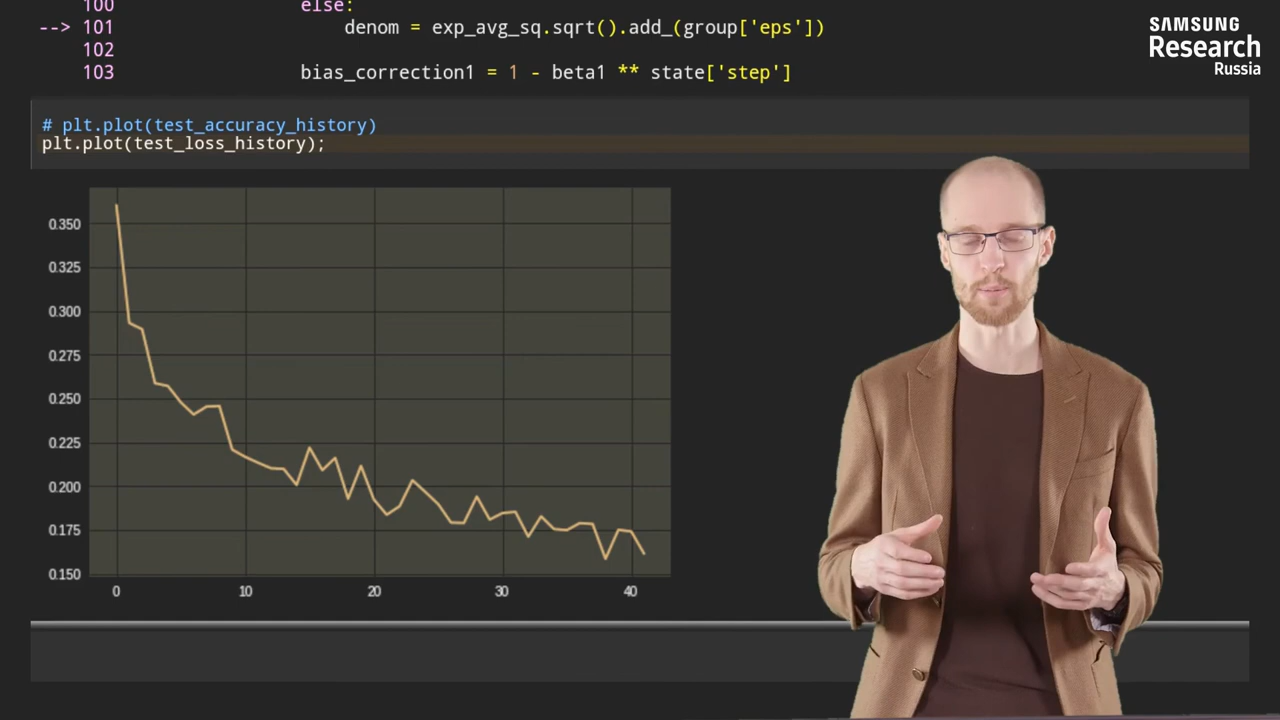 100 else:
--> 101 denom = exp_avg_sq.sqrt().add_(group['eps'])
102
103 bias_correction1 = 1 - beta1 ** state['step']
SAMSUNG
Research
Russia
# plt.plot(test_accuracy_history)
plt.plot(test_loss_history);
0.350
0.325
0.300
0.275
0.250
0.225
0.200
0.175
0.150
0 10 20 30 40